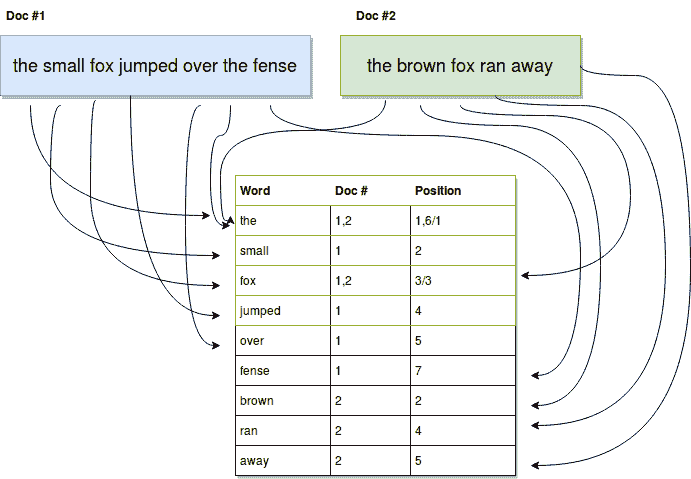 Doc #1 Doc #2
the small fox jumped over the fense the brown fox ran away
Word Doc # Position
the 1,2 1,6/1
small 1 2
fox 1,2 3/3
jumped 1 4
over 1 5
fense 1 7
brown 2 2
ran 2 4
away 2 5